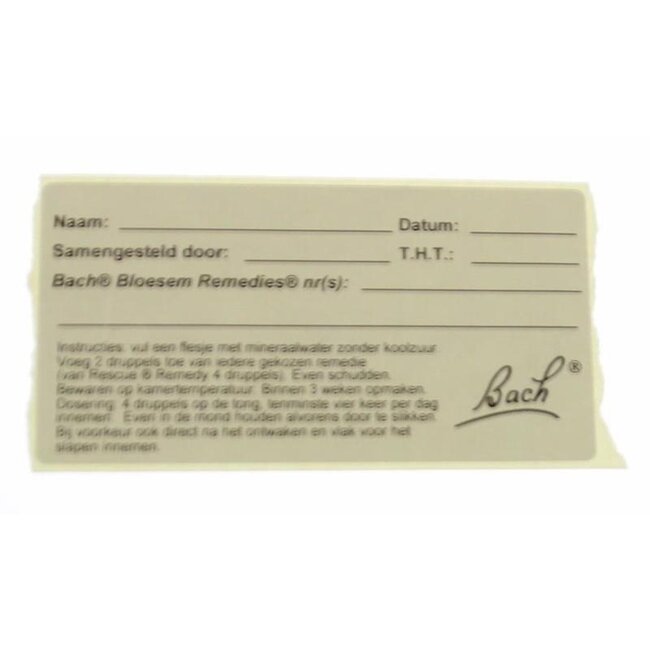 Naam: Datum:
Samengesteld door: T.H.T.:
Bach® Bloesem Remedies® nr(s):
Instructies: vul een flesje met mineraalwater zonder koolzuur.
Voeg 2 druppels toe van iedere gekozen remedie
(van Rescue ® Remedy 4 druppels). Even schudden.
Bewaren op kamertemperatuur. Binnen 3 weken opmaken.
Dosering: 4 druppels op de tong, tenminste vier keer per dag
innemen. Even in de mond houden alvorens door te slikken.
Bij voorkeur ook direct na het ontwaken en vlak voor het
slapen innemen.
Bach®